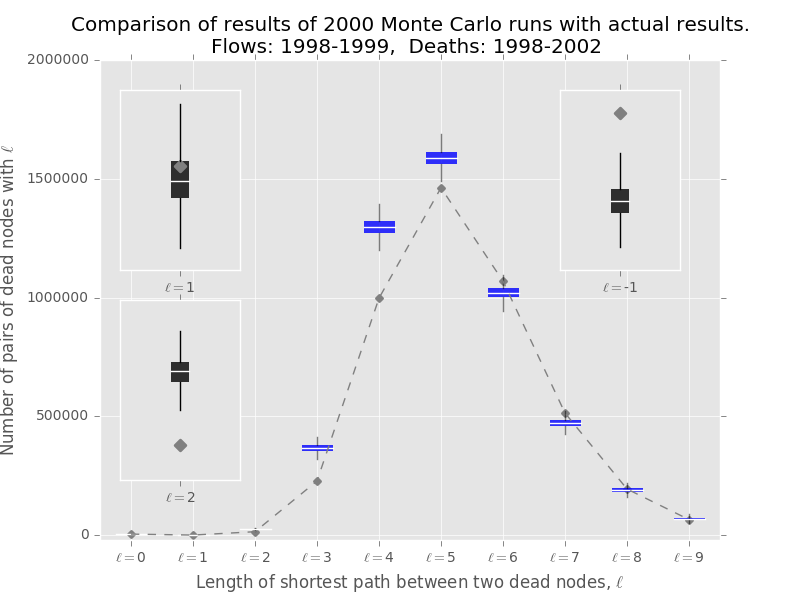 Comparison of results of 2000 Monte Carlo runs with actual results.
Flows: 1998-1999,  Deaths: 1998-2002
Number of pairs of dead nodes with ℓ
2000000
1500000
1000000
500000
0
ℓ=1
ℓ=2
ℓ=-1
ℓ=0 ℓ=1 ℓ=2 ℓ=3 ℓ=4 ℓ=5 ℓ=6 ℓ=7 ℓ=8 ℓ=9
Length of shortest path between two dead nodes, ℓ